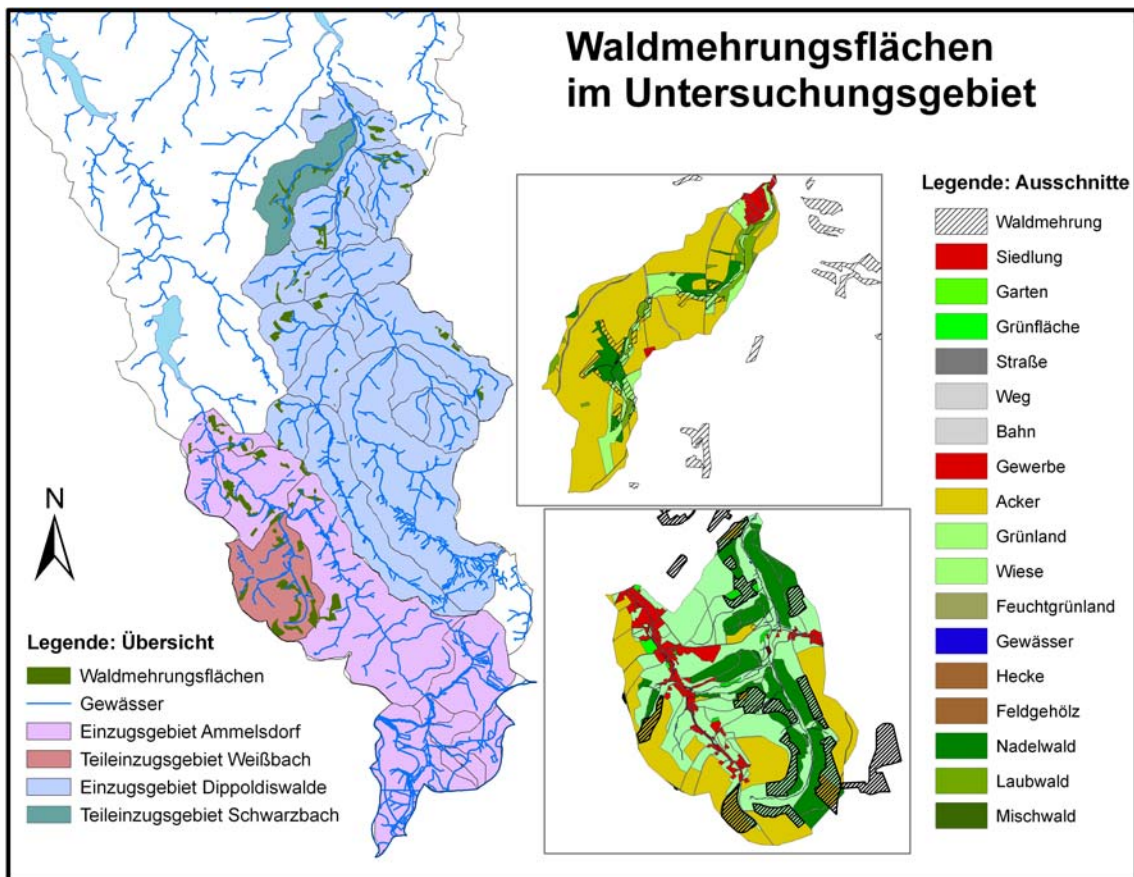 Waldmehrungsflächen
im Untersuchungsgebiet
N
Legende: Übersicht
Waldmehrungsflächen
Gewässer
Einzugsgebiet Ammelsdorf
Teileinzugsgebiet Weißbach
Einzugsgebiet Dippoldiswalde
Teileinzugsgebiet Schwarzbach
Legende: Ausschnitte
Waldmehrung
Siedlung
Garten
Grünfläche
Straße
Weg
Bahn
Gewerbe
Acker
Grünland
Wiese
Feuchtgrünland
Gewässer
Hecke
Feldgehölz
Nadelwald
Laubwald
Mischwald